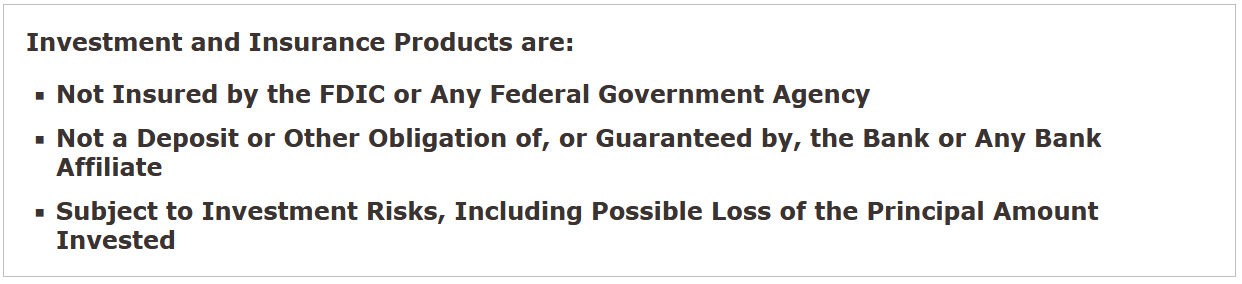 Investment and Insurance Products are:
▪ Not Insured by the FDIC or Any Federal Government Agency
▪ Not a Deposit or Other Obligation of, or Guaranteed by, the Bank or Any Bank
Affiliate
▪ Subject to Investment Risks, Including Possible Loss of the Principal Amount
Invested